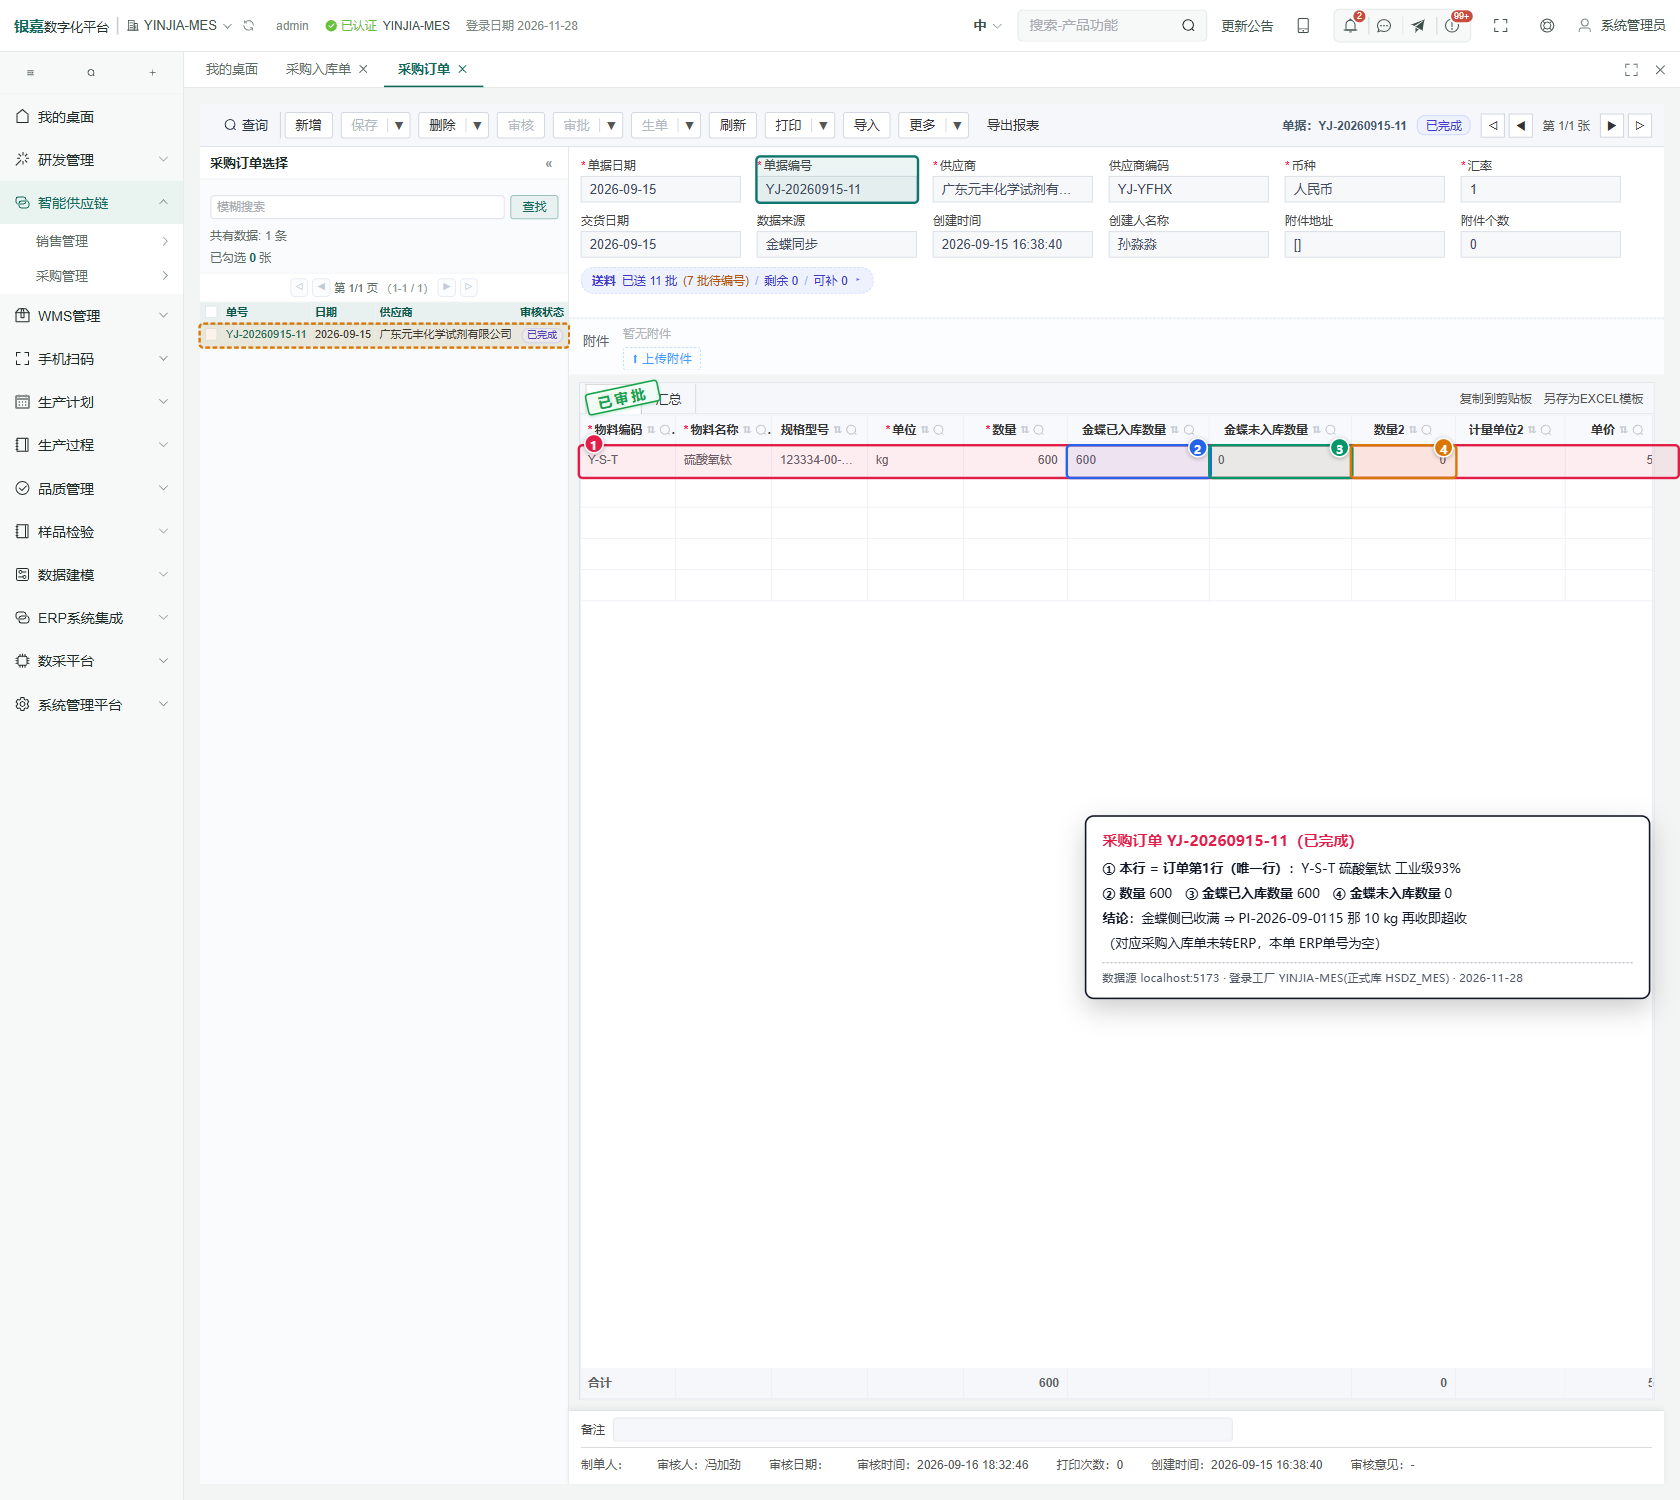 银嘉数字化平台 YINJIA-MES admin 已认证 YINJIA-MES 登录日期 2026-11-28 中 搜索-产品功能 更新公告 2 99+ 系统管理员
我的桌面 采购入库单 × 采购订单 ×
我的桌面
研发管理
智能供应链
销售管理
采购管理
WMS管理
手机扫码
生产计划
生产过程
品质管理
样品检验
数据建模
ERP系统集成
数采平台
系统管理平台
查询 新增 保存 删除 审核 审批 生单 刷新 打印 导入 更多 导出报表 单据：YJ-20260915-11 已完成 第 1/1 张
采购订单选择 «
模糊搜索 查找
共有数据: 1 条
已勾选 0 张
第 1/1 页 (1-1 / 1)
单号 日期 供应商 审核状态
YJ-20260915-11 2026-09-15 广东元丰化学试剂有限公司 已完成
*单据日期 *单据编号 *供应商 供应商编码 *币种 *汇率
2026-09-15 YJ-20260915-11 广东元丰化学试剂有... YJ-YFHX 人民币 1
交货日期 数据来源 创建时间 创建人名称 附件地址 附件个数
2026-09-15 金蝶同步 2026-09-15 16:38:40 孙淼淼 [] 0
送料 已送 11 批 (7 批待编号) / 剩余 0 / 可补 0
附件 暂无附件
上传附件
已审批 汇总 复制到剪贴板 另存为EXCEL模板
*物料编码 *物料名称 规格型号 *单位 *数量 金蝶已入库数量 金蝶未入库数量 数量2 计量单位2 单价
1 2 3 4
Y-S-T 硫酸氧钛 123334-00-... kg 600 600 0 0 5
采购订单 YJ-20260915-11（已完成）
① 本行 = 订单第1行（唯一行）：Y-S-T 硫酸氧钛 工业级93%
② 数量 600 ③ 金蝶已入库数量 600 ④ 金蝶未入库数量 0
结论：金蝶侧已收满 ⇒ PI-2026-09-0115 那 10 kg 再收即超收
（对应采购入库单未转ERP，本单 ERP单号为空）
数据源 localhost:5173 · 登录工厂 YINJIA-MES(正式库 HSDZ_MES) · 2026-11-28
合计 600 0 5
备注
制单人： 审核人：冯加劲 审核日期： 审核时间：2026-09-16 18:32:46 打印次数：0 创建时间：2026-09-15 16:38:40 审核意见：-